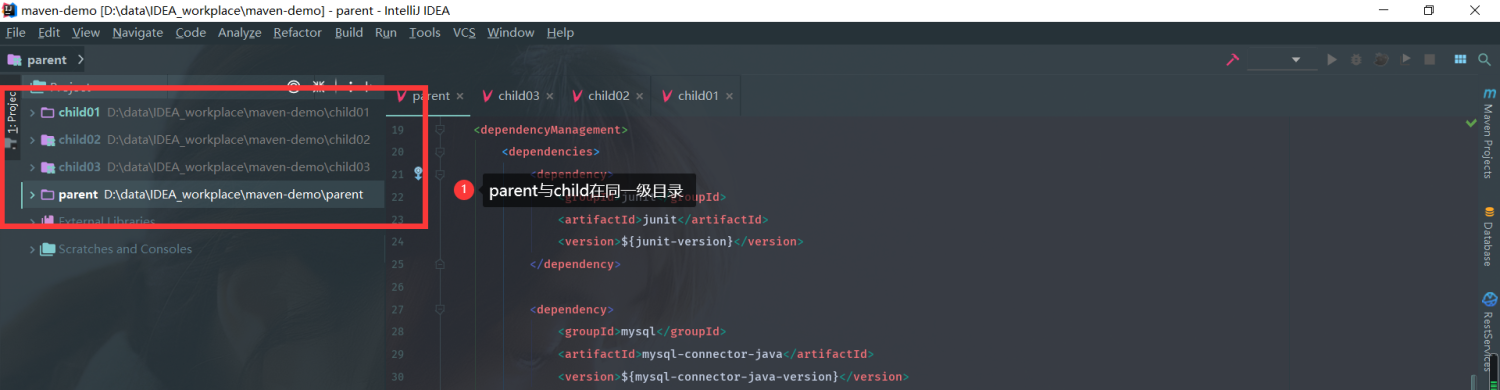 maven-demo [D:\data\IDEA_workplace\maven-demo] - parent - IntelliJ IDEA
File Edit View Navigate Code Analyze Refactor Build Run Tools VCS Window Help
parent
Project
1: Projec
parent child03 child02 child01
child01 D:\data\IDEA_workplace\maven-demo\child01
child02 D:\data\IDEA_workplace\maven-demo\child02
child03 D:\data\IDEA_workplace\maven-demo\child03
parent D:\data\IDEA_workplace\maven-demo\parent
External Libraries
Scratches and Consoles
19 <dependencyManagement>
20 <dependencies>
21 <dependency>
1 parent与child在同一级目录
22 <groupId>junit</groupId>
23 <artifactId>junit</artifactId>
24 <version>${junit-version}</version>
25 </dependency>
26
27 <dependency>
28 <groupId>mysql</groupId>
29 <artifactId>mysql-connector-java</artifactId>
30 <version>${mysql-connector-java-version}</version>
m Maven Projects
Database
RestServices